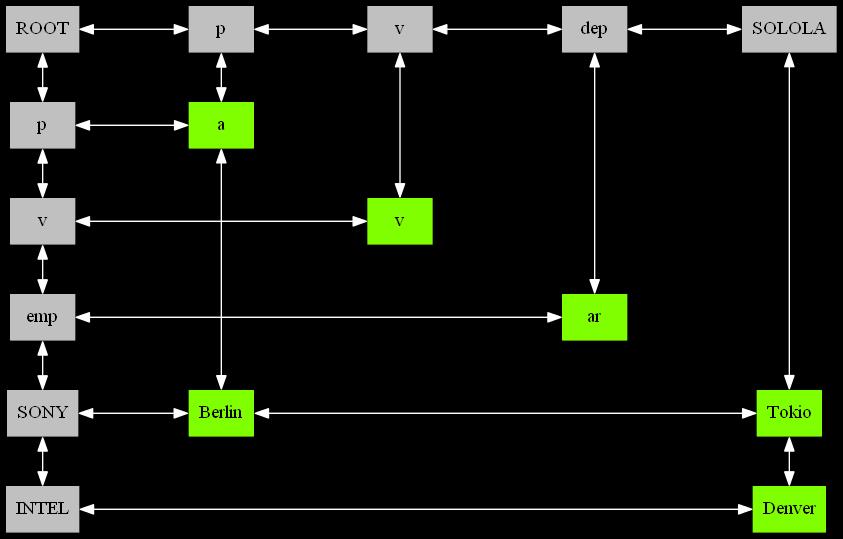 ROOT p v dep SOLOLA
p a
v v
emp ar
SONY Berlin Tokio
INTEL Denver